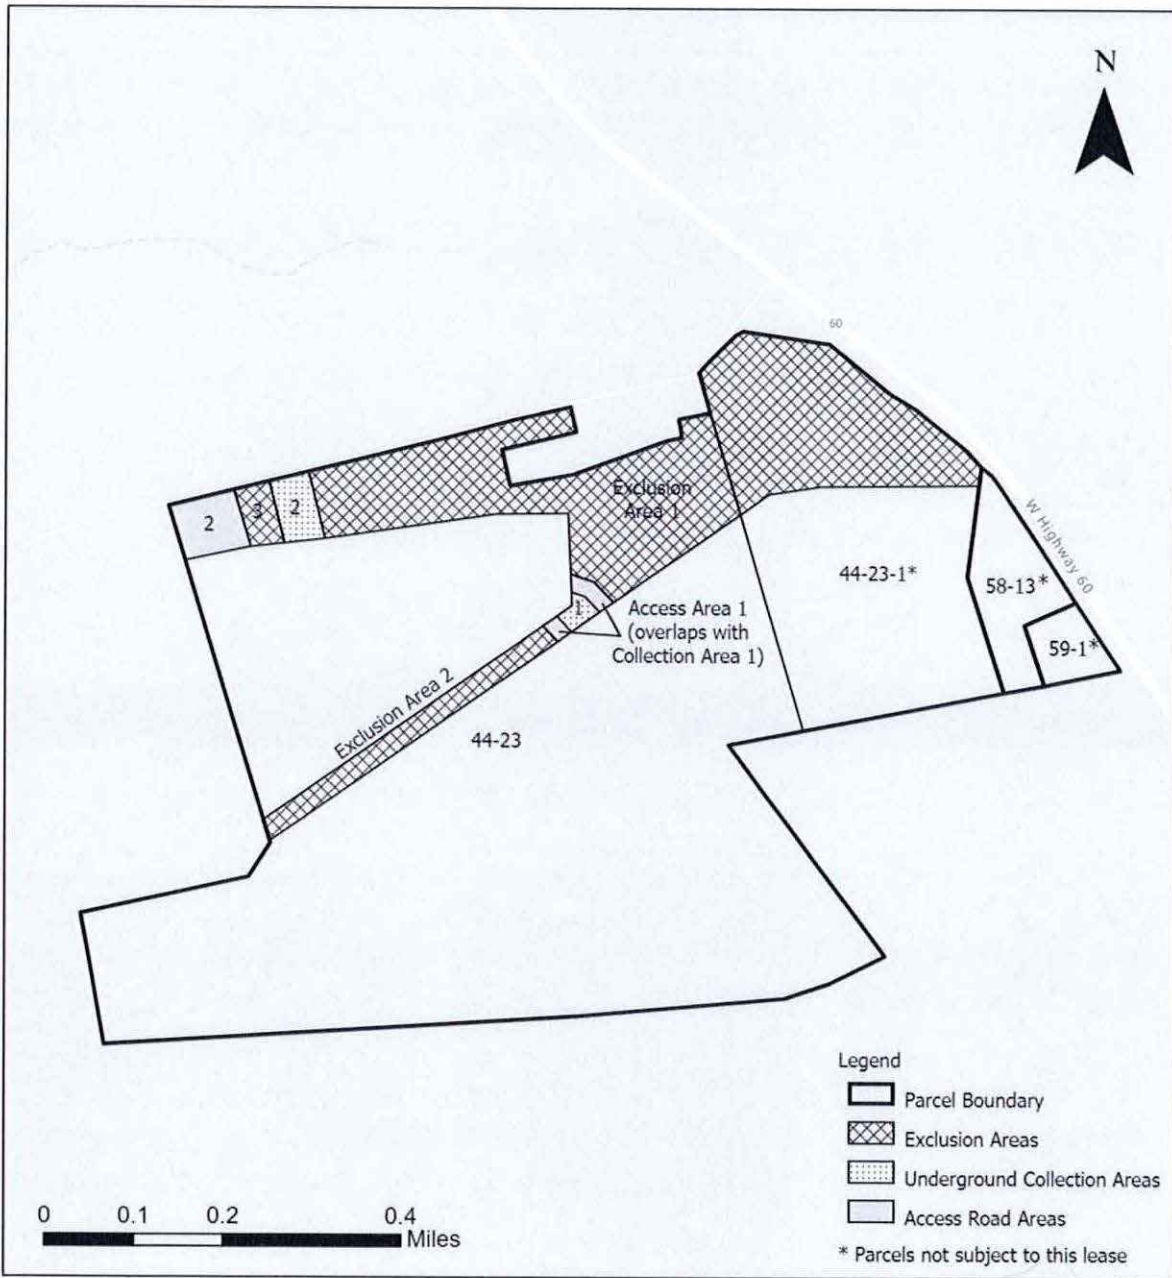 N
60
2
3
2
Exclusion
Area 1
44-23-1*
58-13*
W Highway 60
59-1*
1
Access Area 1
(overlaps with
Collection Area 1)
Exclusion Area 2
44-23
Legend
Parcel Boundary
Exclusion Areas
Underground Collection Areas
Access Road Areas
* Parcels not subject to this lease
0 0.1 0.2 0.4
Miles